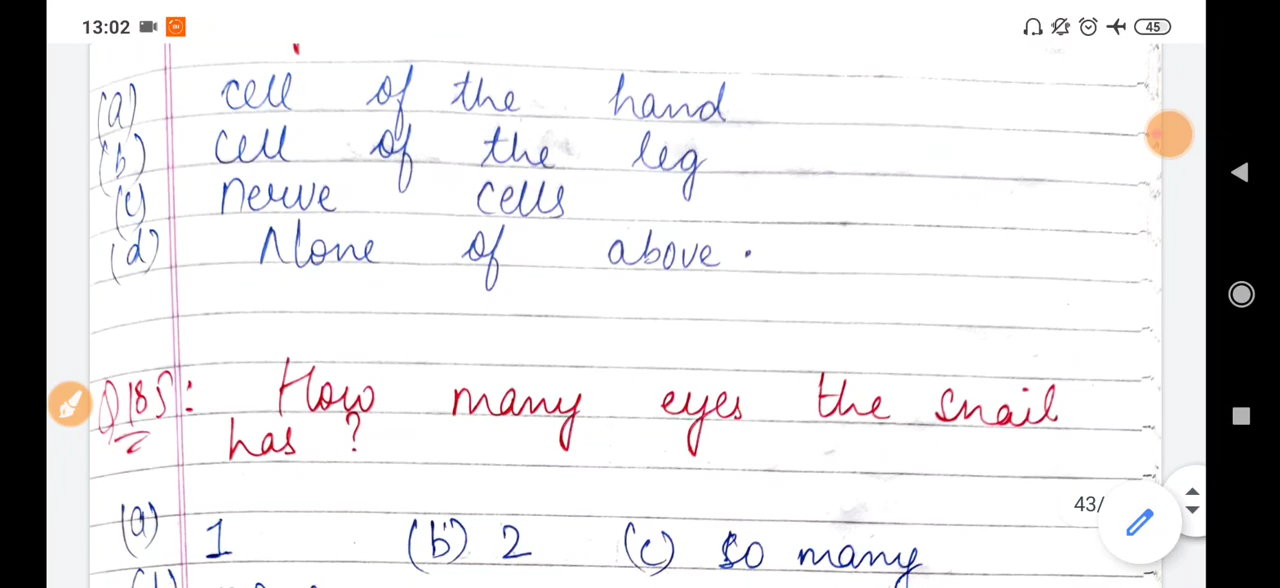 13:02
45
(a) cell of the hand
(b) cell of the leg
(c) nerve cells
(d) None of above.
Q185: How many eyes the snail
has?
43/
(a) 1 (b) 2 (c) so many